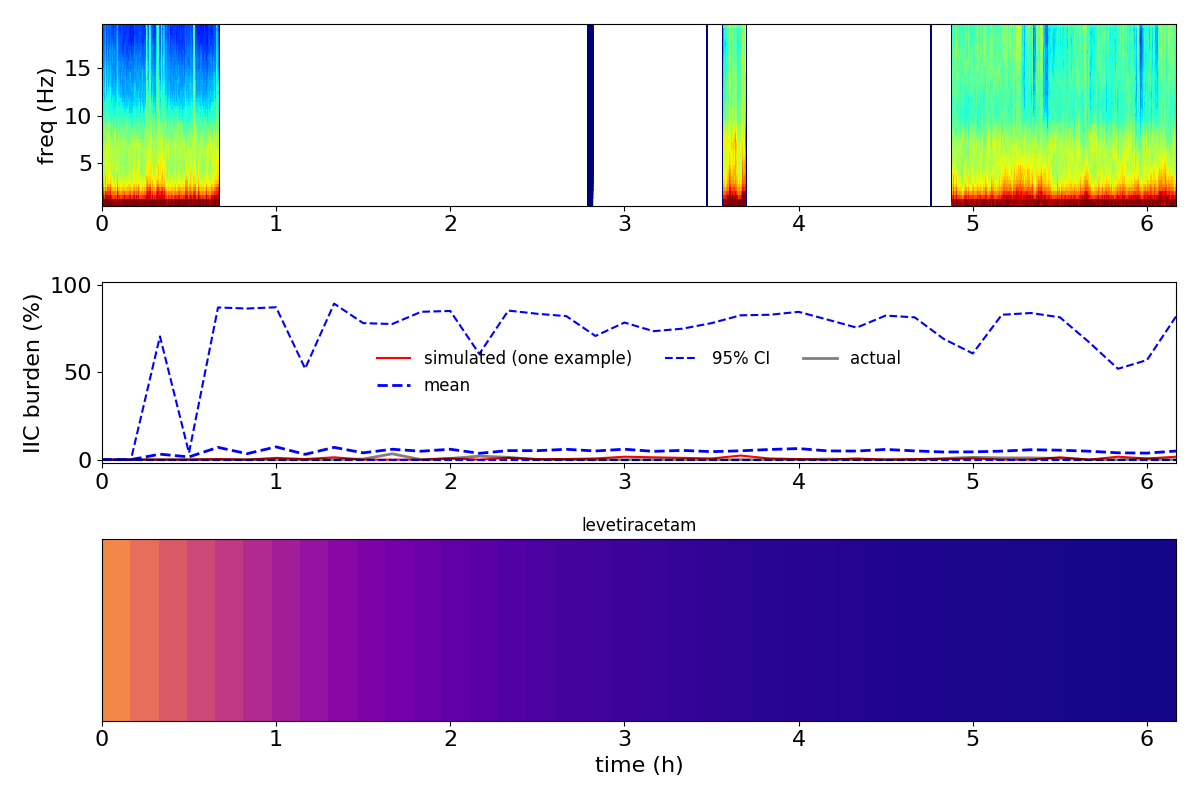 freq (Hz)
15
10
5
0 1 2 3 4 5 6
IIC burden (%)
100
50
0
simulated (one example) 95% CI actual
mean
0 1 2 3 4 5 6
levetiracetam
0 1 2 3 4 5 6
time (h)